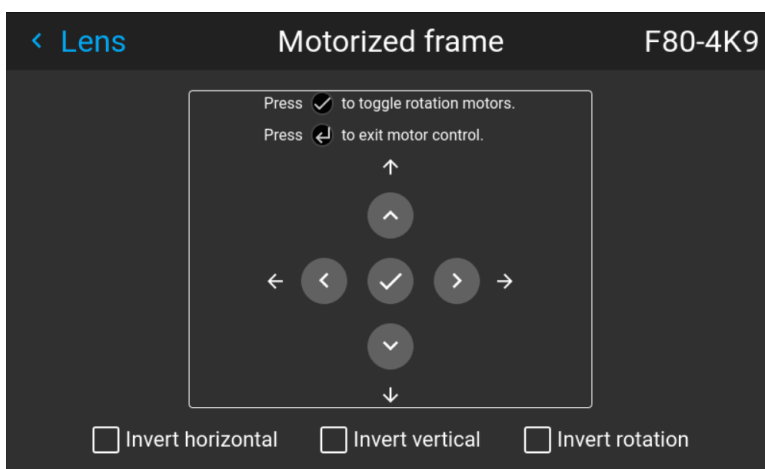 Lens Motorized frame F80-4K9
Press to toggle rotation motors.
Press to exit motor control.
Invert horizontal Invert vertical Invert rotation